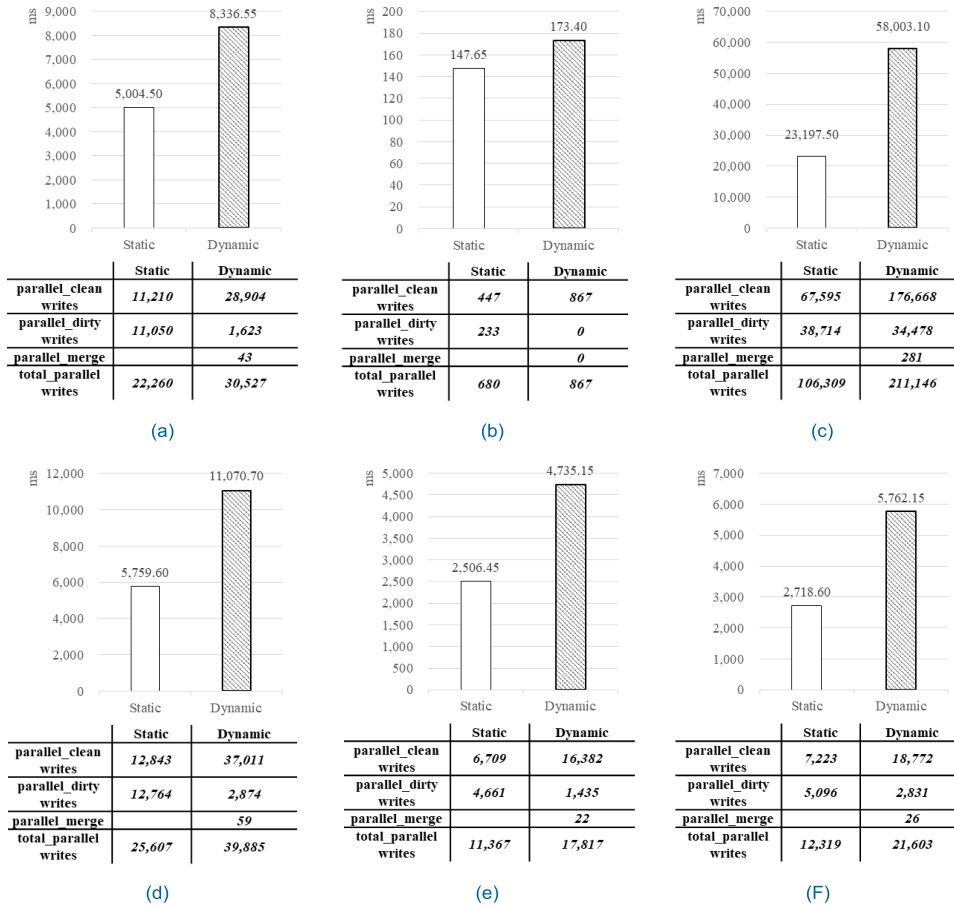 ms
9,000
8,000
7,000
6,000
5,000
4,000
3,000
2,000
1,000
0
5,004.50
8,336.55
Static Dynamic
Static Dynamic
parallel_clean
writes 11,210 28,904
parallel_dirty
writes 11,050 1,623
parallel_merge 43
total_parallel
writes 22,260 30,527
(a)
ms
200
180
160
140
120
100
80
60
40
20
0
147.65
173.40
Static Dynamic
Static Dynamic
parallel_clean
writes 447 867
parallel_dirty
writes 233 0
parallel_merge 0
total_parallel
writes 680 867
(b)
ms
70,000
60,000
50,000
40,000
30,000
20,000
10,000
0
23,197.50
58,003.10
Static Dynamic
Static Dynamic
parallel_clean
writes 67,595 176,668
parallel_dirty
writes 38,714 34,478
parallel_merge 281
total_parallel
writes 106,309 211,146
(c)
ms
12,000
10,000
8,000
6,000
4,000
2,000
0
5,759.60
11,070.70
Static Dynamic
Static Dynamic
parallel_clean
writes 12,843 37,011
parallel_dirty
writes 12,764 2,874
parallel_merge 59
total_parallel
writes 25,607 39,885
(d)
ms
5,000
4,500
4,000
3,500
3,000
2,500
2,000
1,500
1,000
500
0
2,506.45
4,735.15
Static Dynamic
Static Dynamic
parallel_clean
writes 6,709 16,382
parallel_dirty
writes 4,661 1,435
parallel_merge 22
total_parallel
writes 11,367 17,817
(e)
ms
7,000
6,000
5,000
4,000
3,000
2,000
1,000
0
2,718.60
5,762.15
Static Dynamic
Static Dynamic
parallel_clean
writes 7,223 18,772
parallel_dirty
writes 5,096 2,831
parallel_merge 26
total_parallel
writes 12,319 21,603
(F)